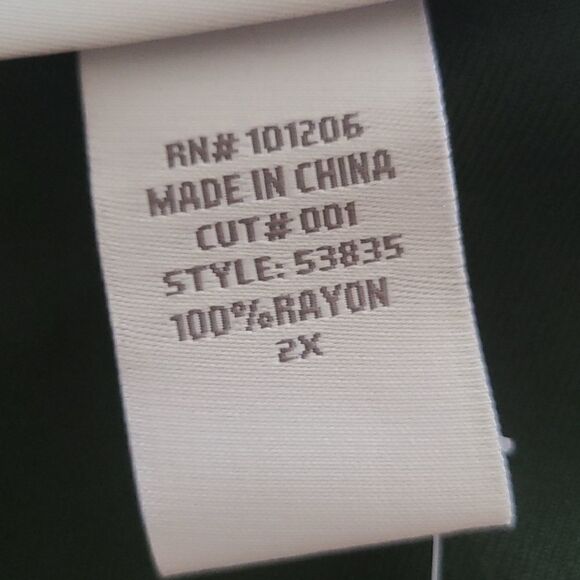 RN# 101206
MADE IN CHINA
CUT# 001
STYLE: 53835
100%RAYON
2X